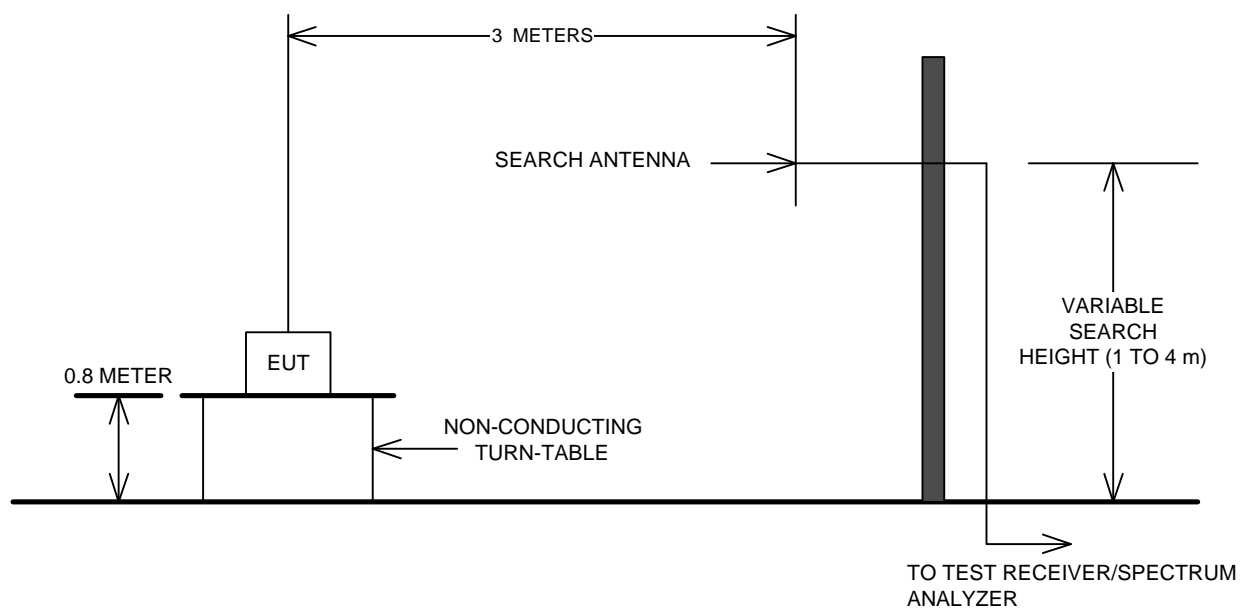 3 METERS
SEARCH ANTENNA
VARIABLE
SEARCH
HEIGHT (1 TO 4 m)
EUT
0.8 METER
NON-CONDUCTING
TURN-TABLE
TO TEST RECEIVER/SPECTRUM
ANALYZER